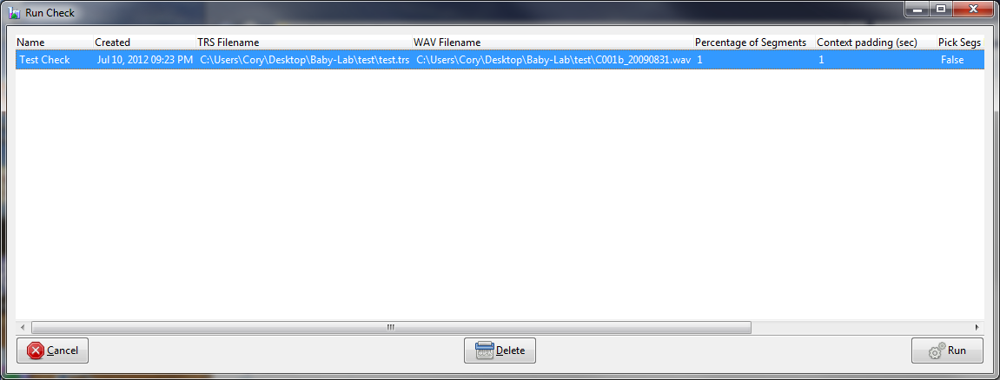 Run Check
Name Created TRS Filename WAV Filename Percentage of Segments Context padding (sec) Pick Segs
Test Check Jul 10, 2012 09:23 PM C:\Users\Cory\Desktop\Baby-Lab\test\test.trs C:\Users\Cory\Desktop\Baby-Lab\test\C001b_20090831.wav 1 1 False
Cancel Delete Run